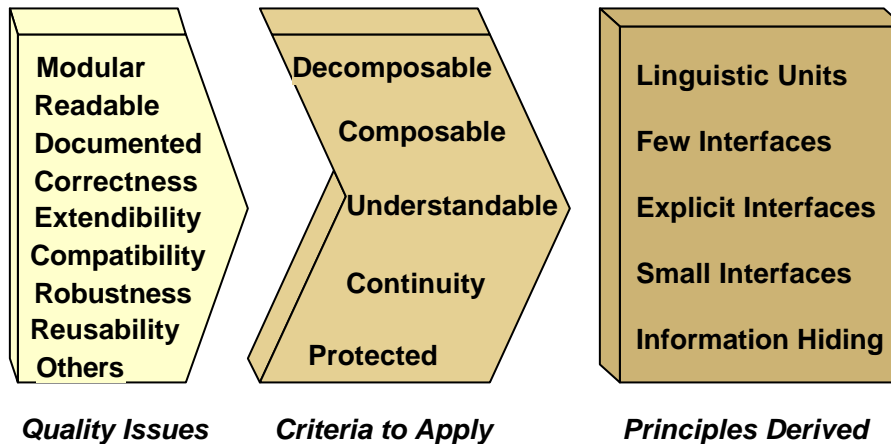 Modular
Readable
Documented
Correctness
Extendibility
Compatibility
Robustness
Reusability
Others
Quality Issues
Decomposable
Composable
Understandable
Continuity
Protected
Criteria to Apply
Linguistic Units
Few Interfaces
Explicit Interfaces
Small Interfaces
Information Hiding
Principles Derived